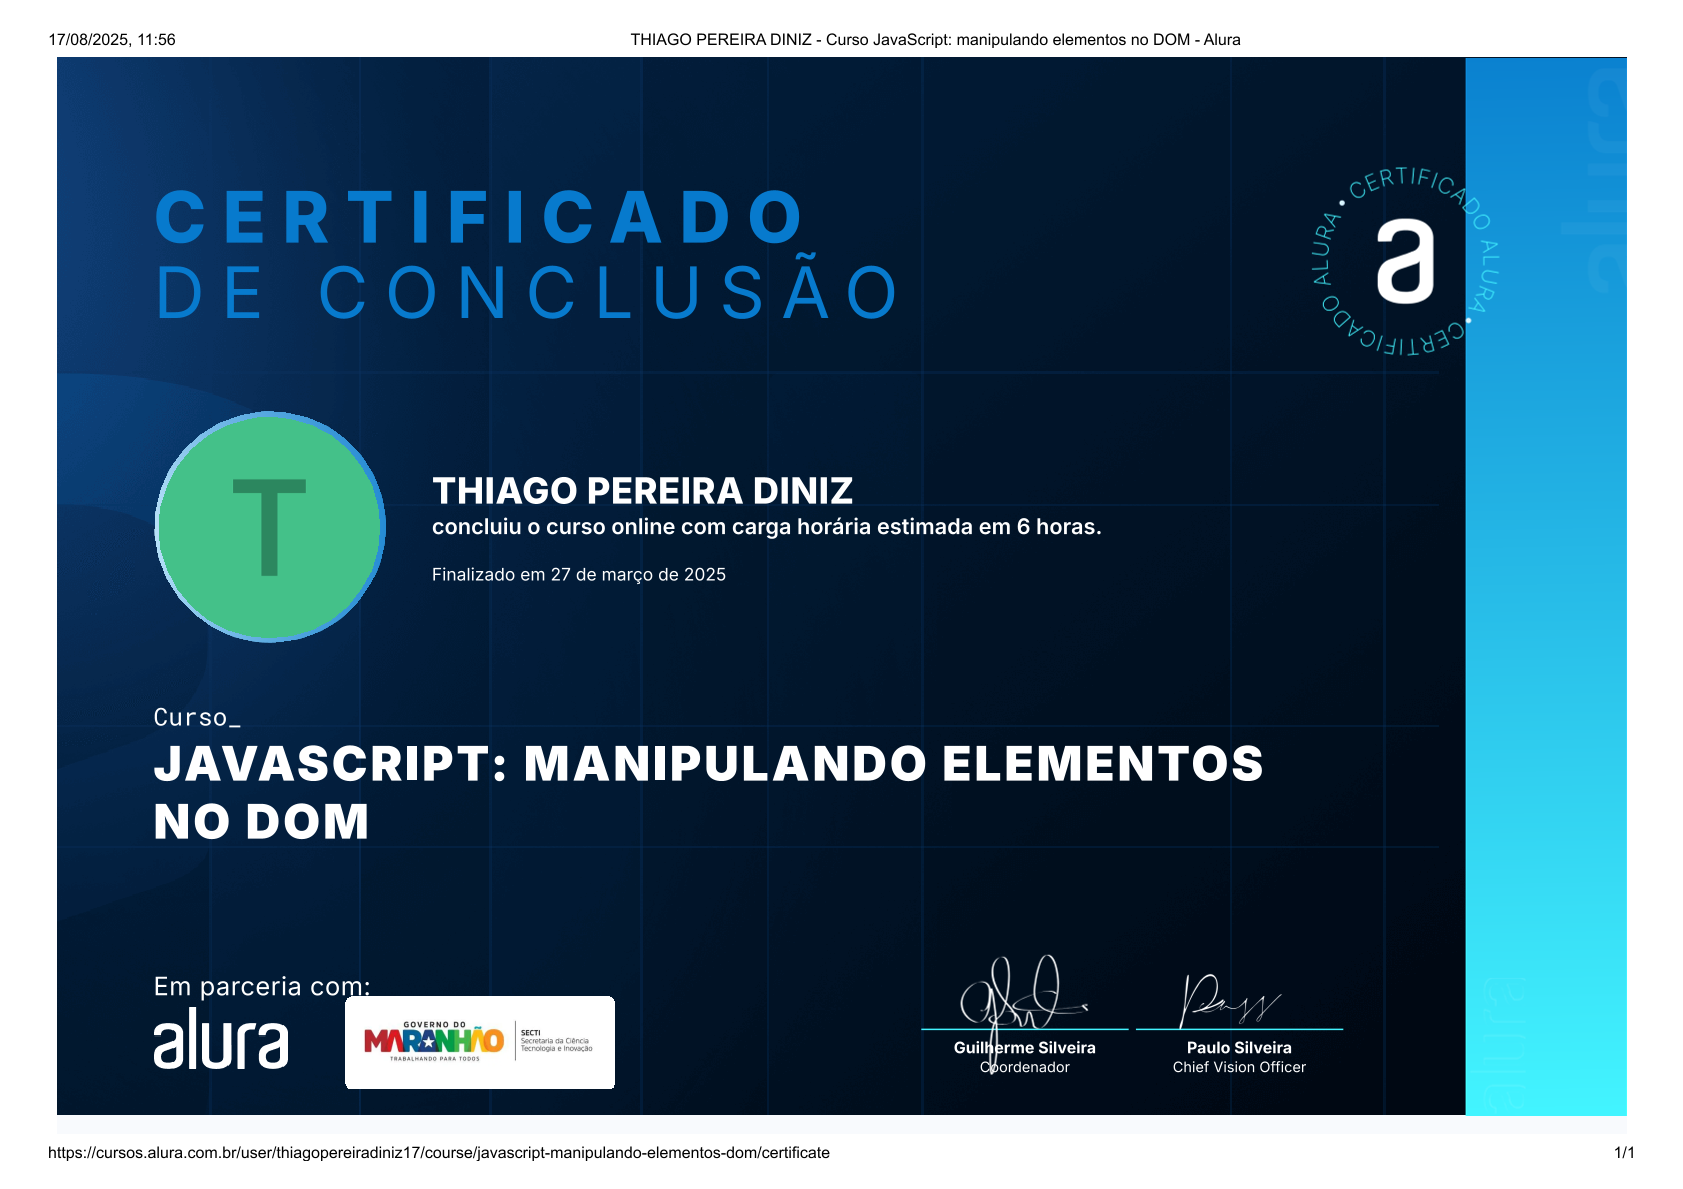 17/08/2025, 11:56
THIAGO PEREIRA DINIZ - Curso JavaScript: manipulando elementos no DOM - Alura
alura
CERTIFICADO
DE CONCLUSÃO
CERTIFICADO ALURA • CERTIFICADO ALURA •
a
T
THIAGO PEREIRA DINIZ
concluiu o curso online com carga horária estimada em 6 horas.
Finalizado em 27 de março de 2025
Curso_
JAVASCRIPT: MANIPULANDO ELEMENTOS
NO DOM
Em parceria com:
alura
GOVERNO DO
MARANHÃO
TRABALHANDO PARA TODOS
SECTI
Secretaria da Ciência
Tecnologia e Inovação
Guilherme Silveira
Coordenador
Paulo Silveira
Chief Vision Officer
alura
https://cursos.alura.com.br/user/thiagopereiradiniz17/course/javascript-manipulando-elementos-dom/certificate
1/1